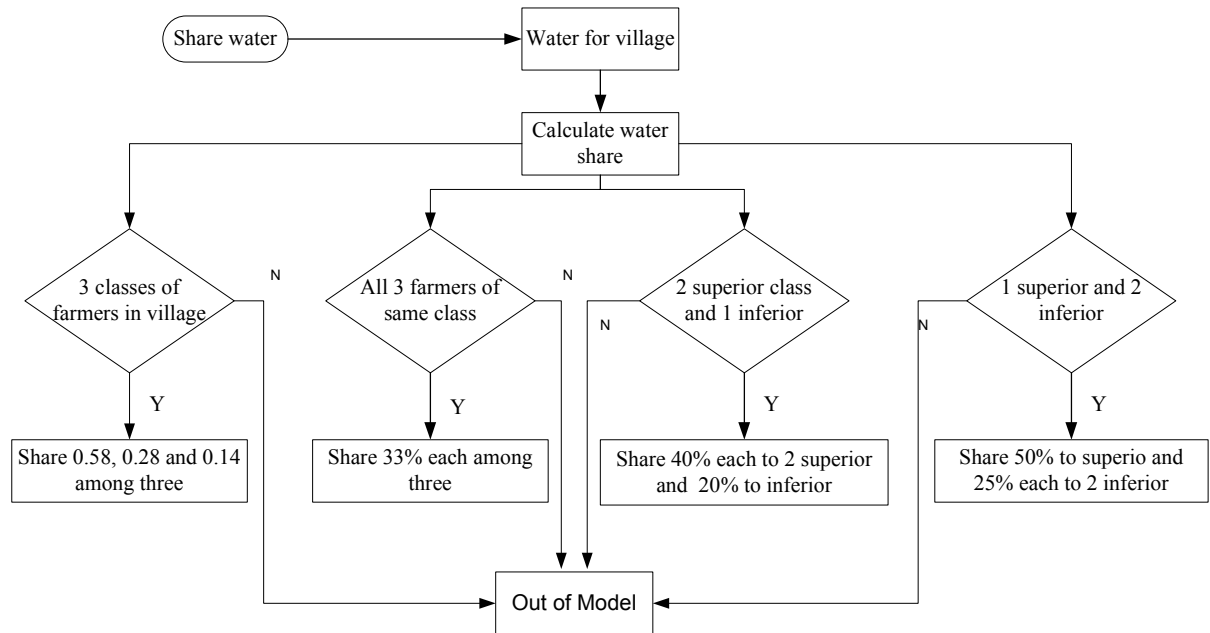 Share water
Water for village
Calculate water
share
3 classes of
farmers in village
N
All 3 farmers of
same class
N
2 superior class
and 1 inferior
N
1 superior and 2
inferior
N
Y
Y
Y
Y
Share 0.58, 0.28 and 0.14
among three
Share 33% each among
three
Share 40% each to 2 superior
and 20% to inferior
Share 50% to superio and
25% each to 2 inferior
Out of Model